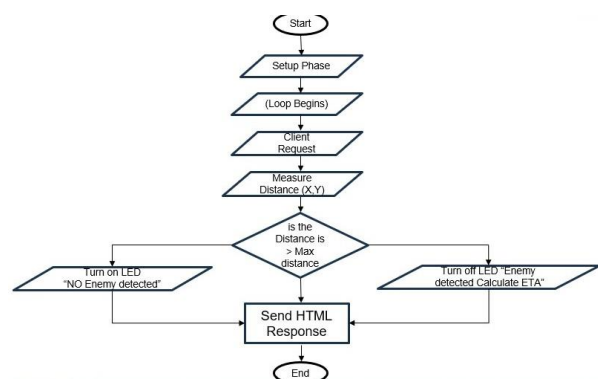 Start
Setup Phase
(Loop Begins)
Client
Request
Measure
Distance (X,Y)
is the
Distance is
> Max
distance
Turn on LED
“NO Enemy detected”
Turn off LED “Enemy
detected Calculate ETA”
Send HTML
Response
End